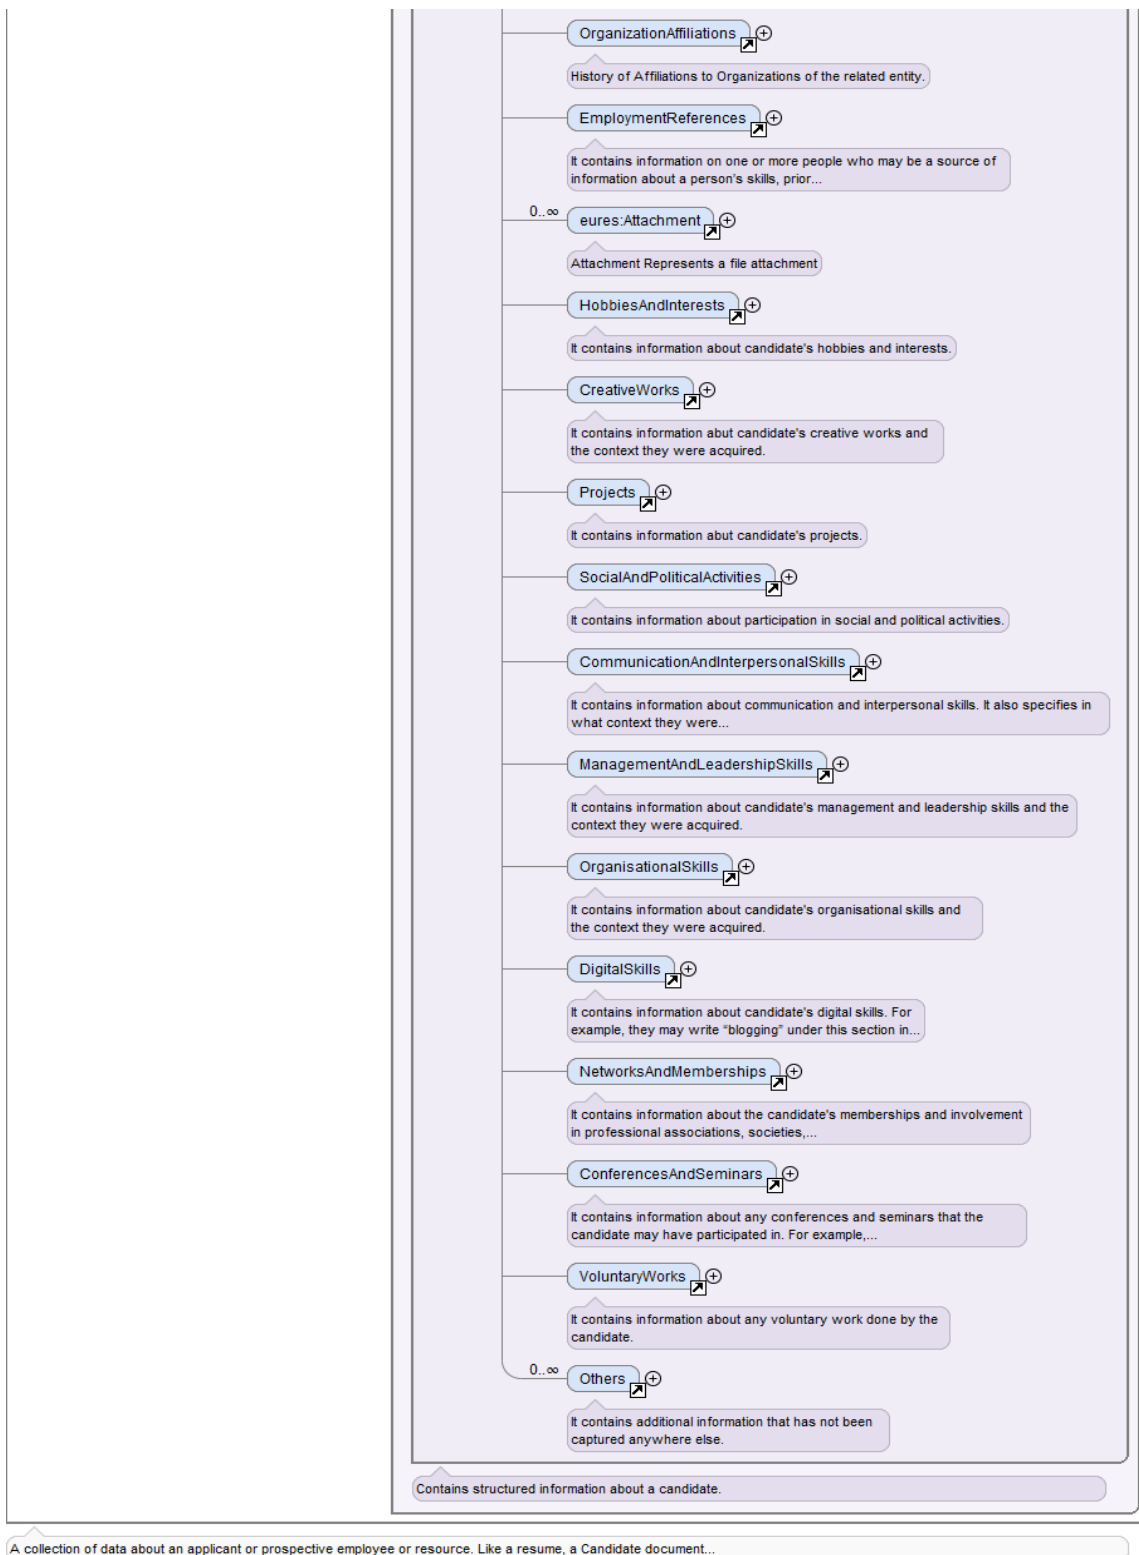 OrganizationAffiliations
History of Affiliations to Organizations of the related entity.
EmploymentReferences
It contains information on one or more people who may be a source of
information about a person's skills, prior...
0..∞
eures:Attachment
Attachment Represents a file attachment
HobbiesAndInterests
It contains information about candidate's hobbies and interests.
CreativeWorks
It contains information abut candidate's creative works and
the context they were acquired.
Projects
It contains information abut candidate's projects.
SocialAndPoliticalActivities
It contains information about participation in social and political activities.
CommunicationAndInterpersonalSkills
It contains information about communication and interpersonal skills. It also specifies in
what context they were...
ManagementAndLeadershipSkills
It contains information about candidate's management and leadership skills and the
context they were acquired.
OrganisationalSkills
It contains information about candidate's organisational skills and
the context they were acquired.
DigitalSkills
It contains information about candidate's digital skills. For
example, they may write “blogging” under this section in...
NetworksAndMemberships
It contains information about the candidate's memberships and involvement
in professional associations, societies,...
ConferencesAndSeminars
It contains information about any conferences and seminars that the
candidate may have participated in. For example,...
VoluntaryWorks
It contains information about any voluntary work done by the
candidate.
0..∞
Others
It contains additional information that has not been
captured anywhere else.
Contains structured information about a candidate.
A collection of data about an applicant or prospective employee or resource. Like a resume, a Candidate document...